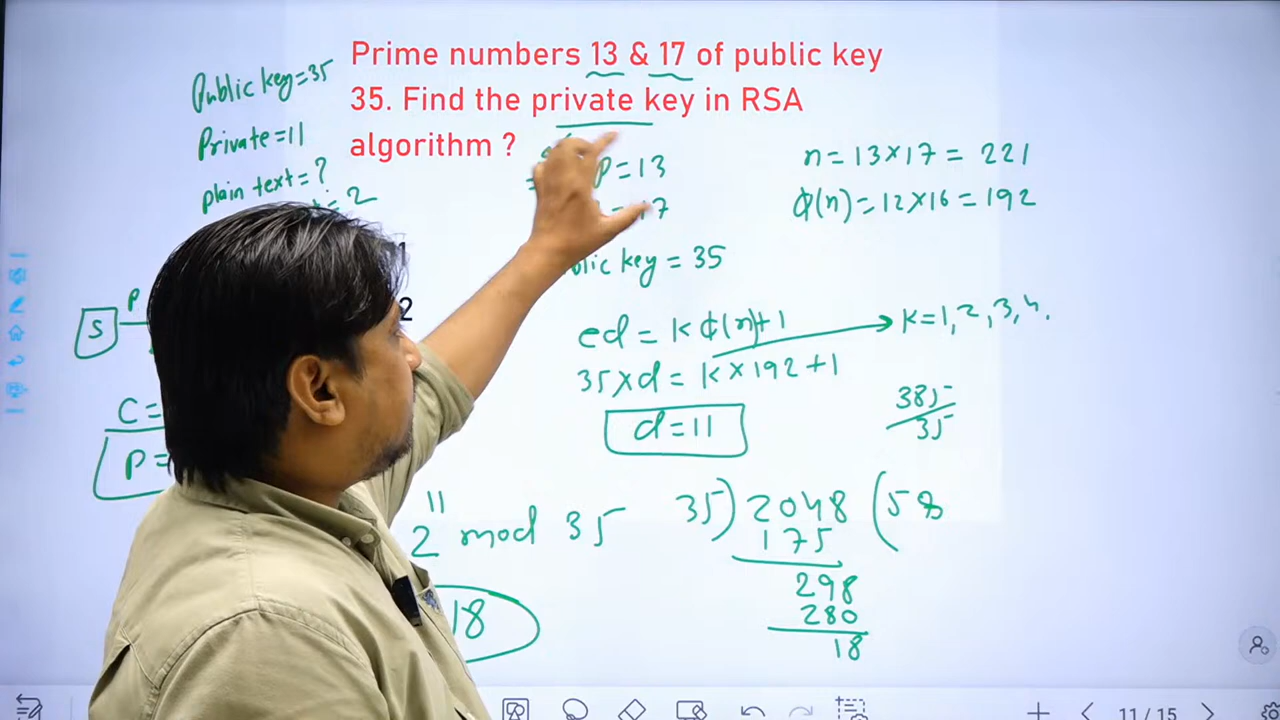 Prime numbers 13 & 17 of public key
35. Find the private key in RSA
algorithm ?
Public key=35
Private=11
plain text=?
= 2
P=13
17
key = 35
n=13×17=221
ϕ(n)=12×16=192
ed = K ϕ(n)+1
K=1,2,3,4.
35×d = K×192+1
d=11
385/35
S
P
C=
P=
2
2^11 mod 35
18
35)2048(58
175
298
280
18
11/15